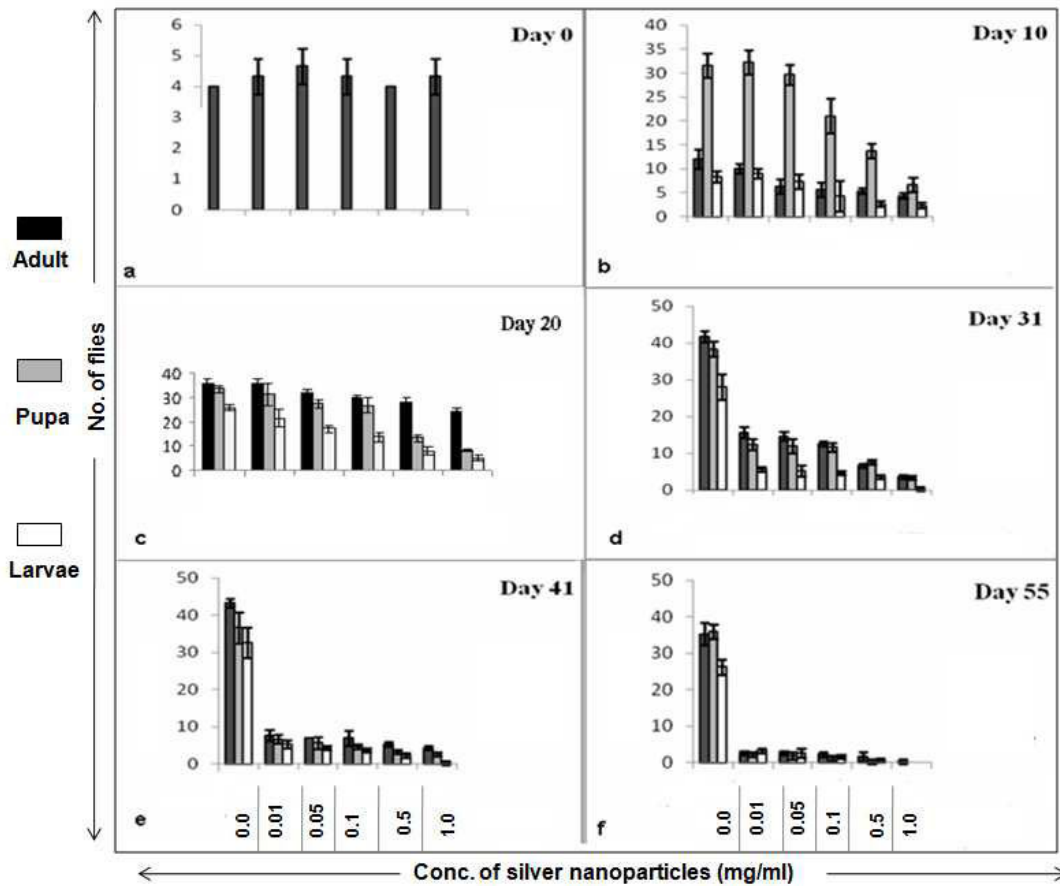 No. of flies
Adult
Pupa
Larvae
Day 0
6
5
4
3
2
1
0
a
Day 10
40
35
30
25
20
15
10
5
0
b
Day 20
40
30
20
10
0
c
Day 31
50
40
30
20
10
0
d
Day 41
50
40
30
20
10
0
e
0.0 0.01 0.05 0.1 0.5 1.0
Day 55
50
40
30
20
10
0
f
0.0 0.01 0.05 0.1 0.5 1.0
Conc. of silver nanoparticles (mg/ml)